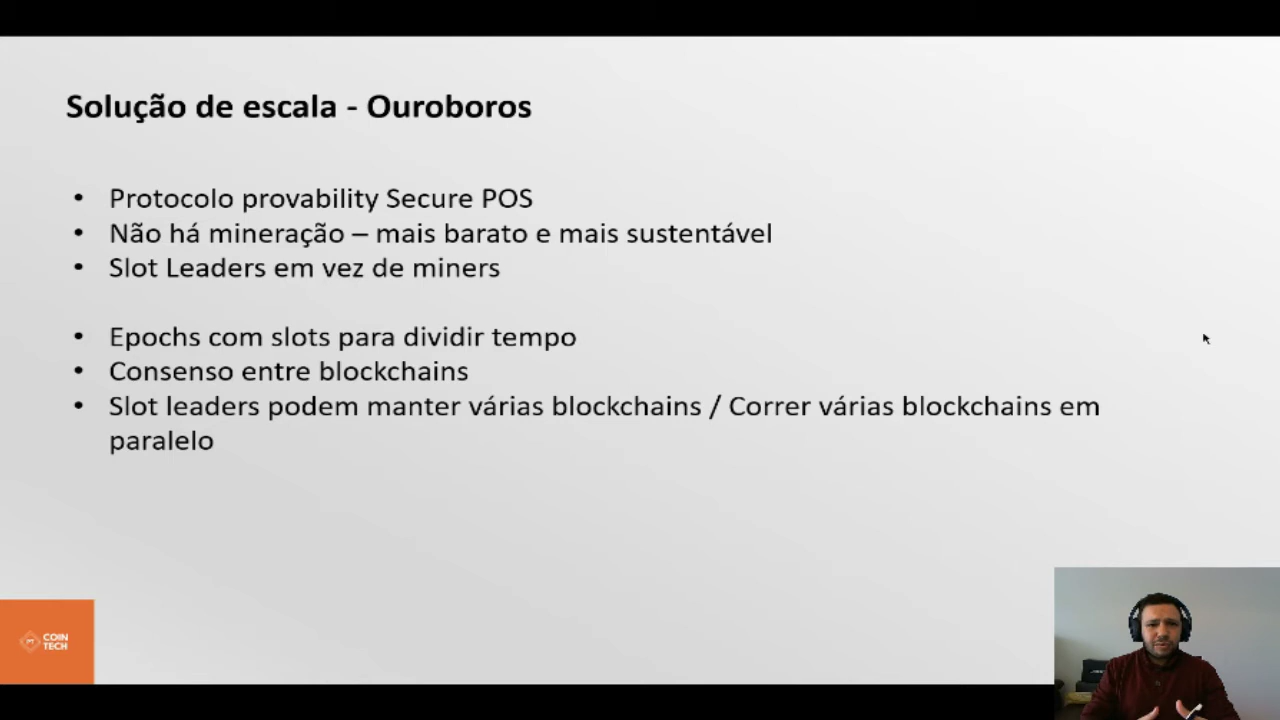 Solução de escala - Ouroboros
• Protocolo provability Secure POS
• Não há mineração – mais barato e mais sustentável
• Slot Leaders em vez de miners
• Epochs com slots para dividir tempo
• Consenso entre blockchains
• Slot leaders podem manter várias blockchains / Correr várias blockchains em
paralelo
COIN
TECH